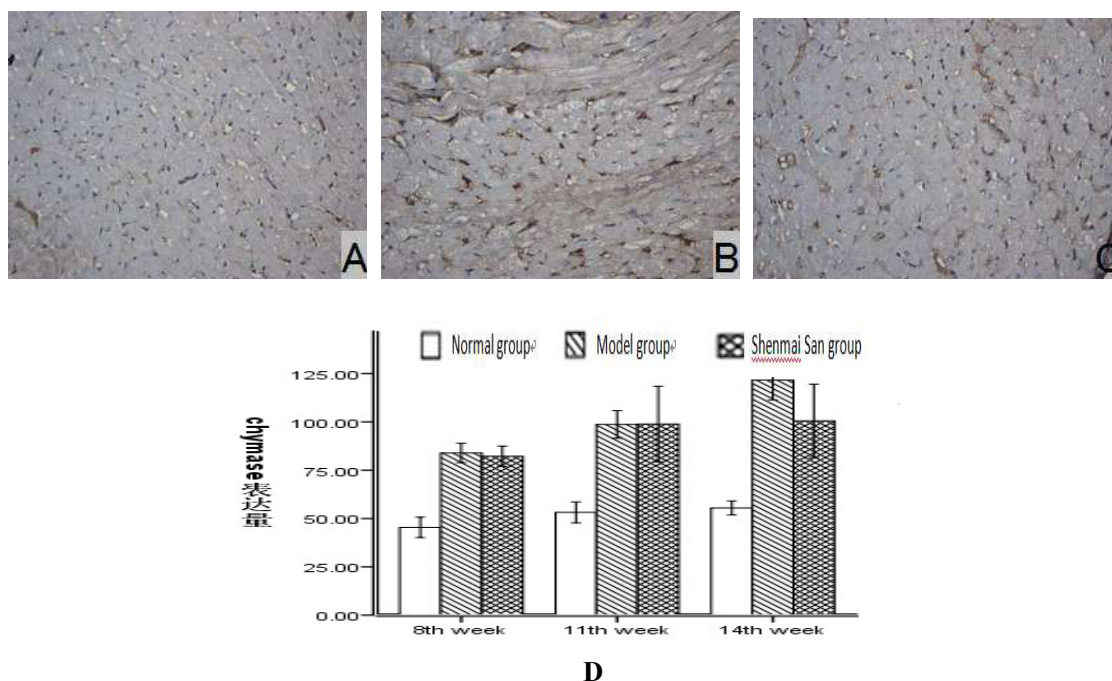 A
B
C
Normal group
Model group
Shenmai San group
125.00
100.00
75.00
50.00
25.00
0.00
chymase表达量
8th week
11th week
14th week
D